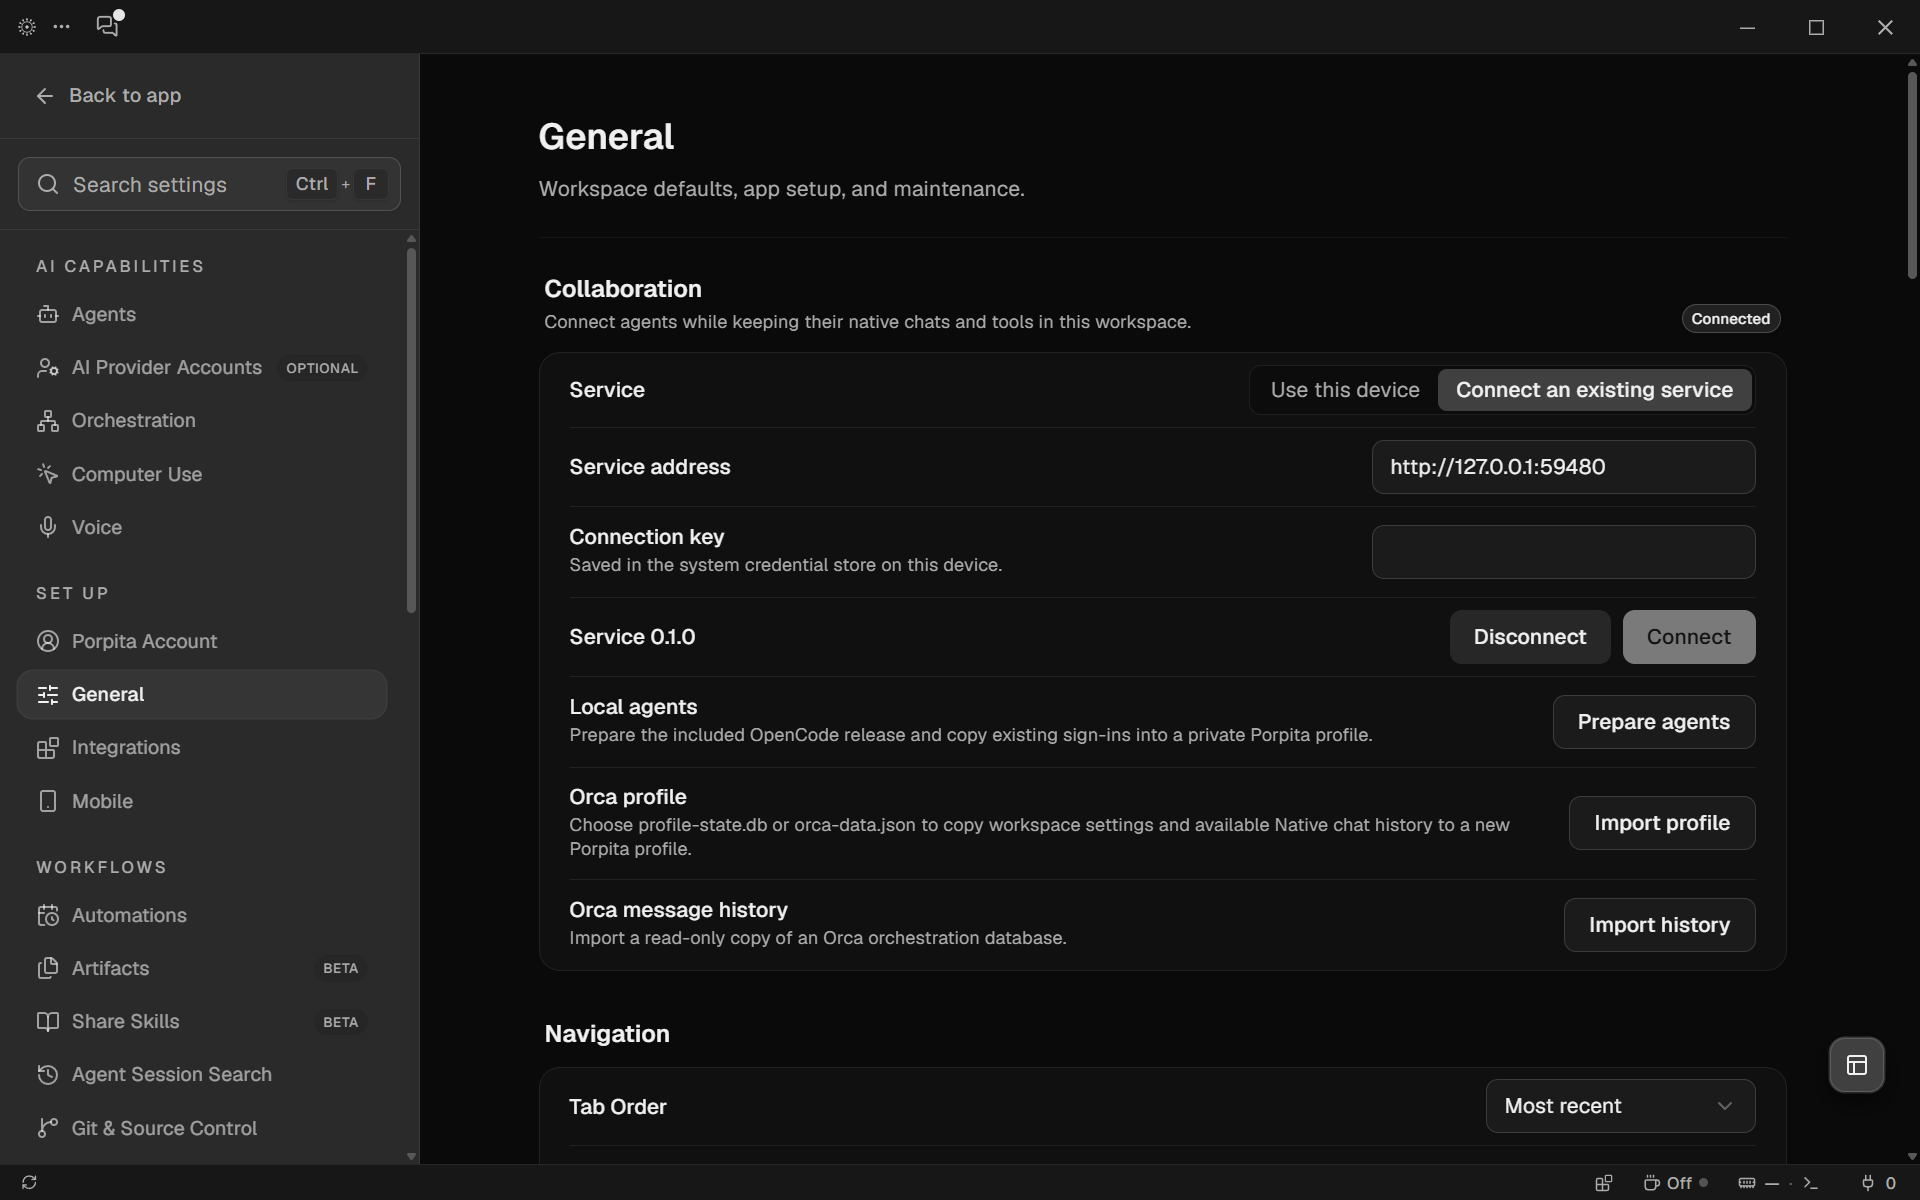 Back to app
Search settings
Ctrl + F
AI CAPABILITIES
Agents
AI Provider Accounts
OPTIONAL
Orchestration
Computer Use
Voice
SET UP
Porpita Account
General
Integrations
Mobile
WORKFLOWS
Automations
Artifacts
BETA
Share Skills
BETA
Agent Session Search
Git & Source Control
General
Workspace defaults, app setup, and maintenance.
Collaboration
Connect agents while keeping their native chats and tools in this workspace.
Connected
Service
Use this device
Connect an existing service
Service address
http://127.0.0.1:59480
Connection key
Saved in the system credential store on this device.
Service 0.1.0
Disconnect
Connect
Local agents
Prepare the included OpenCode release and copy existing sign-ins into a private Porpita profile.
Prepare agents
Orca profile
Choose profile-state.db or orca-data.json to copy workspace settings and available Native chat history to a new
Porpita profile.
Import profile
Orca message history
Import a read-only copy of an Orca orchestration database.
Import history
Navigation
Tab Order
Most recent
Off
— ·
0